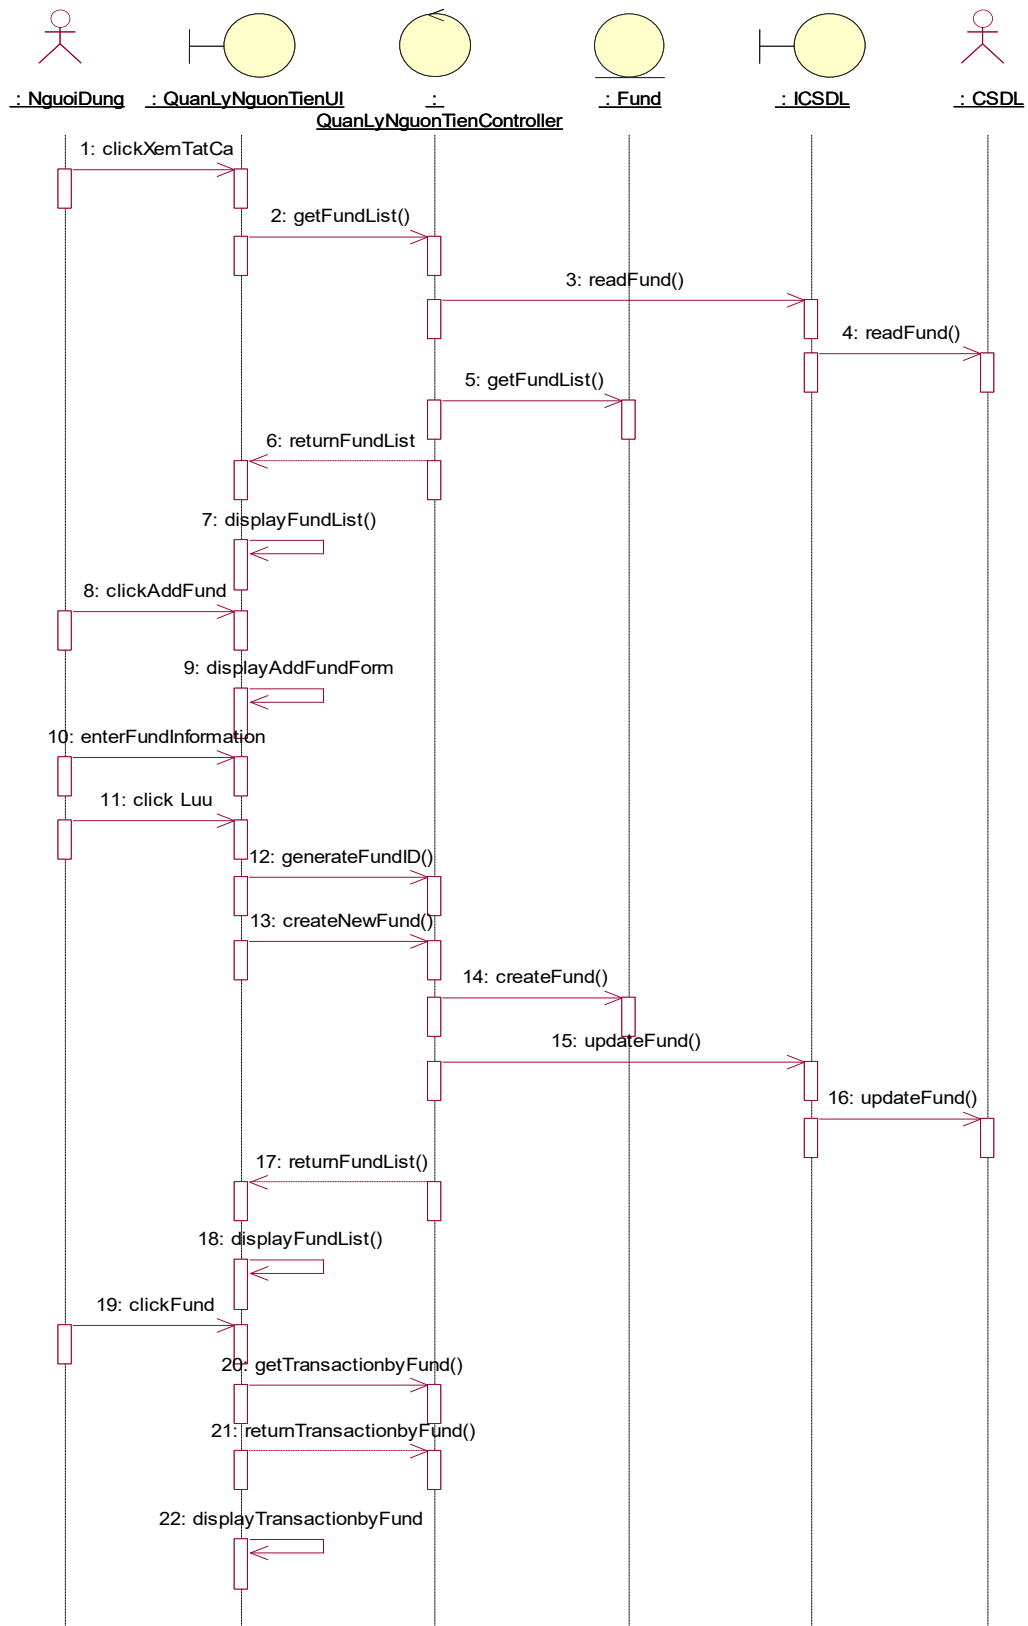 : NguoiDung
: QuanLyNguonTienUI
:
QuanLyNguonTienController
: Fund
: ICSDL
: CSDL
1: clickXemTatCa
2: getFundList()
3: readFund()
4: readFund()
5: getFundList()
6: returnFundList
7: displayFundList()
8: clickAddFund
9: displayAddFundForm
10: enterFundInformation
11: click Luu
12: generateFundID()
13: createNewFund()
14: createFund()
15: updateFund()
16: updateFund()
17: returnFundList()
18: displayFundList()
19: clickFund
20: getTransactionbyFund()
21: returnTransactionbyFund()
22: displayTransactionbyFund